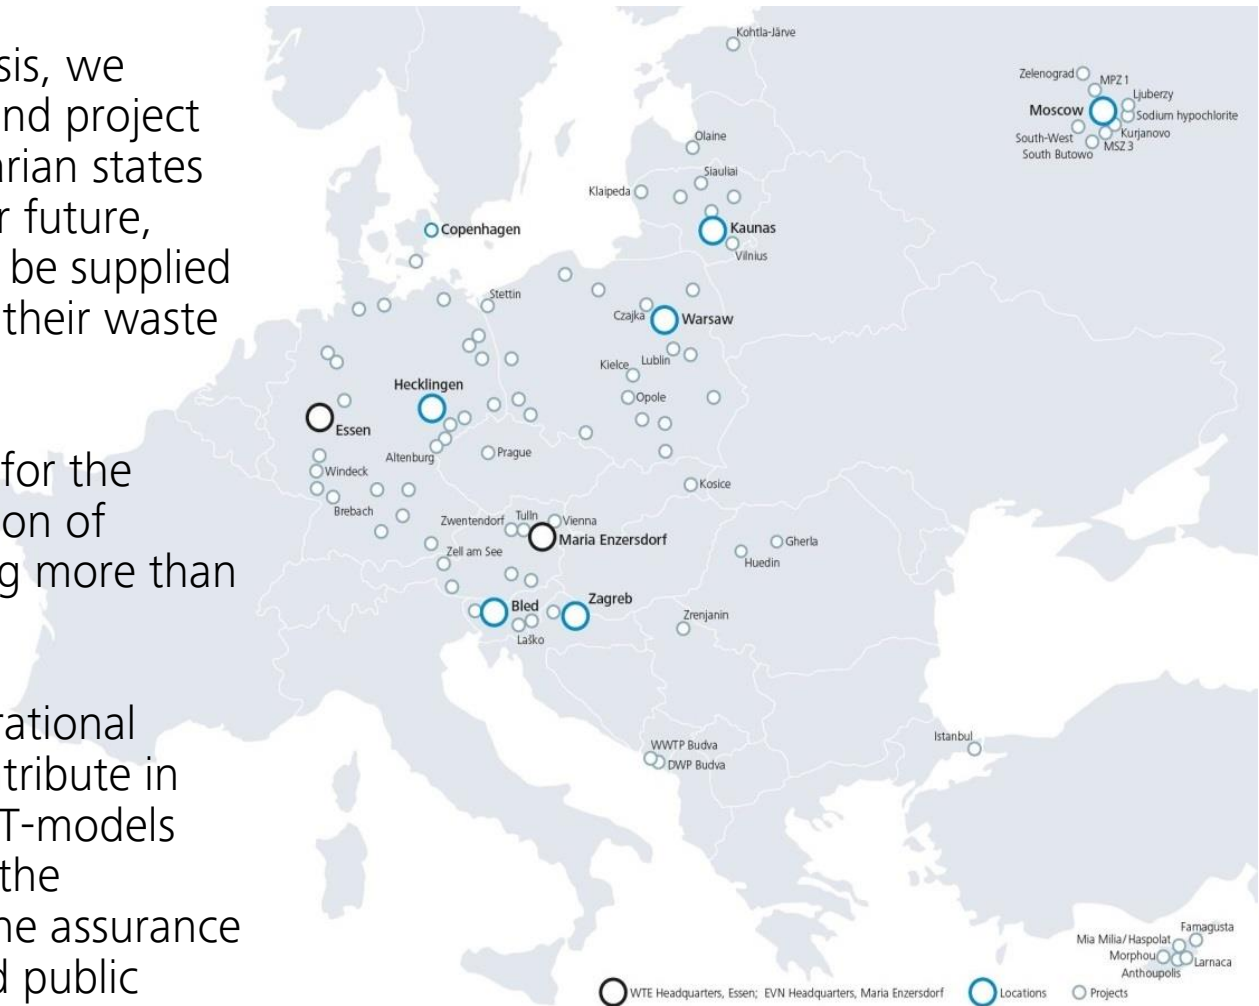 sis, we
nd project
arian states
r future,
be supplied
their waste
for the
on of
g more than
rational
tribute in
T-models
the
ne assurance
d public
Kohtla-Järve
Zelenograd
MPZ 1
Ljuberzy
Moscow
Sodium hypochlorite
South-West
Kurjanovo
South Butowo
MSZ 3
Olaine
Siauliai
Klaipeda
Kaunas
Vilnius
Copenhagen
Stettin
Czajka
Warsaw
Kielce
Lublin
Opole
Hecklingen
Essen
Altenburg
Prague
Windeck
Brebach
Kosice
Zwentendorf
Tulln
Vienna
Maria Enzersdorf
Zell am See
Gherla
Huedin
Bled
Zagreb
Laško
Zrenjanin
WWTP Budva
DWP Budva
Istanbul
Famagusta
Mia Milia/Haspolat
Morphou
Larnaca
Anthoupolis
WTE Headquarters, Essen; EVN Headquarters, Maria Enzersdorf
Locations
Projects